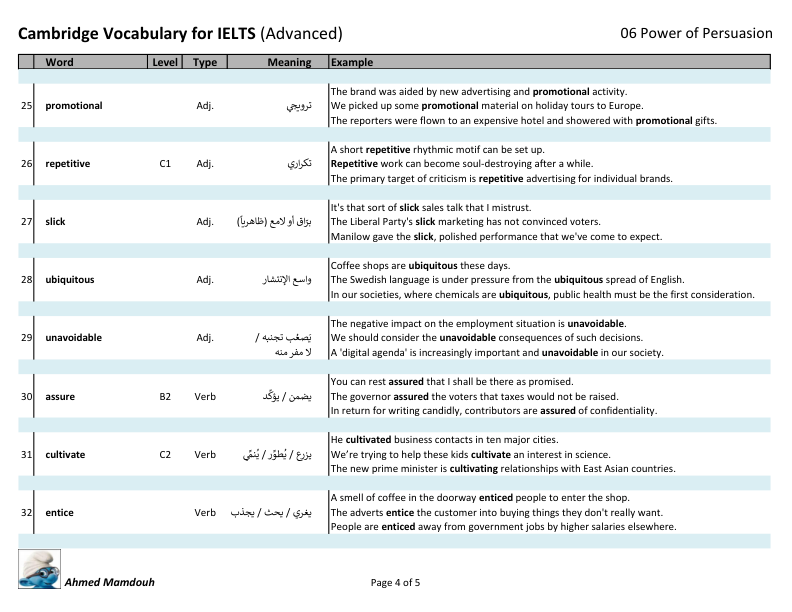 Cambridge Vocabulary for IELTS (Advanced)
06 Power of Persuasion
Word Level Type Meaning Example
25 promotional Adj. ترويجي
The brand was aided by new advertising and promotional activity.
We picked up some promotional material on holiday tours to Europe.
The reporters were flown to an expensive hotel and showered with promotional gifts.
26 repetitive C1 Adj. تكراري
A short repetitive rhythmic motif can be set up.
Repetitive work can become soul-destroying after a while.
The primary target of criticism is repetitive advertising for individual brands.
27 slick Adj. برّاق أو لامع (ظاهرياً)
It's that sort of slick sales talk that I mistrust.
The Liberal Party's slick marketing has not convinced voters.
Manilow gave the slick, polished performance that we've come to expect.
28 ubiquitous Adj. واسع الإنتشار
Coffee shops are ubiquitous these days.
The Swedish language is under pressure from the ubiquitous spread of English.
In our societies, where chemicals are ubiquitous, public health must be the first consideration.
29 unavoidable Adj. يَصعُب تجنبه /
لا مفر منه
The negative impact on the employment situation is unavoidable.
We should consider the unavoidable consequences of such decisions.
A 'digital agenda' is increasingly important and unavoidable in our society.
30 assure B2 Verb يضمن / يؤكّد
You can rest assured that I shall be there as promised.
The governor assured the voters that taxes would not be raised.
In return for writing candidly, contributors are assured of confidentiality.
31 cultivate C2 Verb يزرع / يُطوِّر / يُنمِّي
He cultivated business contacts in ten major cities.
We're trying to help these kids cultivate an interest in science.
The new prime minister is cultivating relationships with East Asian countries.
32 entice Verb يغري / يحث / يجذب
A smell of coffee in the doorway enticed people to enter the shop.
The adverts entice the customer into buying things they don't really want.
People are enticed away from government jobs by higher salaries elsewhere.
Ahmed Mamdouh
Page 4 of 5